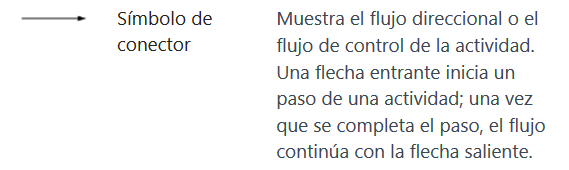 Símbolo de
conector
Muestra el flujo direccional o el
flujo de control de la actividad.
Una flecha entrante inicia un
paso de una actividad; una vez
que se completa el paso, el flujo
continúa con la flecha saliente.